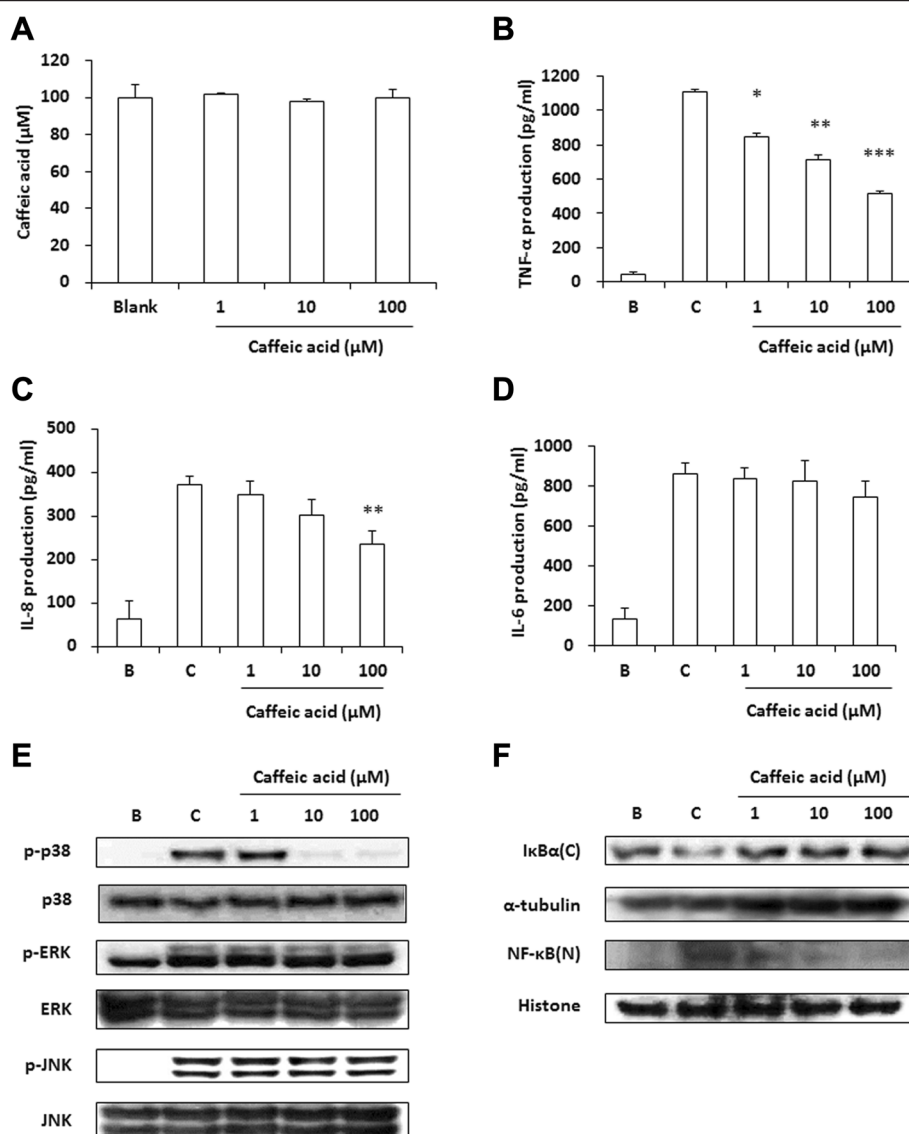 A
Caffeic acid (µM)
120
100
80
60
40
20
0
Blank 1 10 100
Caffeic acid (µM)
B
TNF-α production (pg/ml)
1200
1000
800
600
400
200
0
* ** ***
B C 1 10 100
Caffeic acid (µM)
C
IL-8 production (pg/ml)
500
400
300
200
100
0
**
B C 1 10 100
Caffeic acid (µM)
D
IL-6 production (pg/ml)
1000
800
600
400
200
0
B C 1 10 100
Caffeic acid (µM)
E
Caffeic acid (µM)
B C 1 10 100
p-p38
p38
p-ERK
ERK
p-JNK
JNK
F
Caffeic acid (µM)
B C 1 10 100
IκBα(C)
α-tubulin
NF-κB(N)
Histone